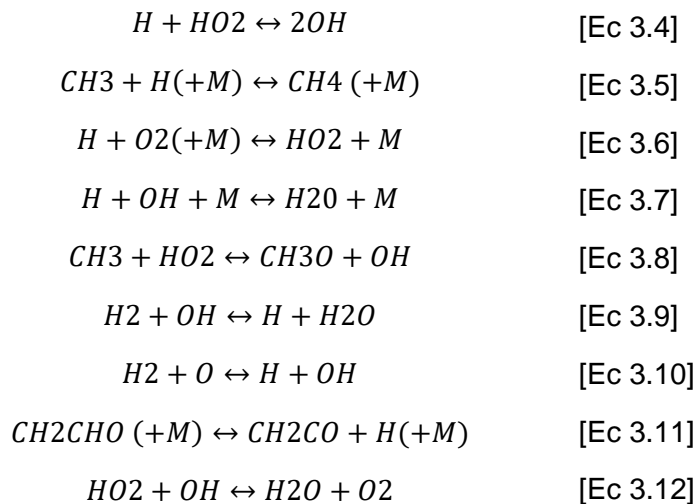 H + HO2 ↔ 2OH [Ec 3.4]
CH3 + H(+M) ↔ CH4 (+M) [Ec 3.5]
H + O2(+M) ↔ HO2 + M [Ec 3.6]
H + OH + M ↔ H20 + M [Ec 3.7]
CH3 + HO2 ↔ CH3O + OH [Ec 3.8]
H2 + OH ↔ H + H2O [Ec 3.9]
H2 + O ↔ H + OH [Ec 3.10]
CH2CHO (+M) ↔ CH2CO + H(+M) [Ec 3.11]
HO2 + OH ↔ H2O + O2 [Ec 3.12]